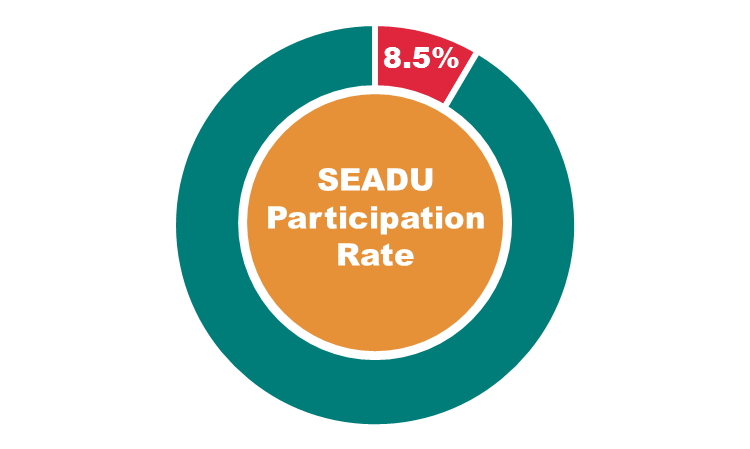 8.5%
SEADU
Participation
Rate